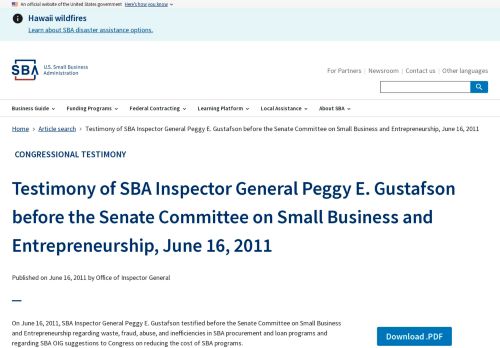 An official website of the United States government Here's how you know
Hawaii wildfires
Learn about SBA disaster assistance options.
SBA U.S. Small Business
Administration
For Partners | Newsroom | Contact us | Other languages
Business Guide Funding Programs Federal Contracting Learning Platform Local Assistance About SBA
Home › Article search › Testimony of SBA Inspector General Peggy E. Gustafson before the Senate Committee on Small Business and Entrepreneurship, June 16, 2011
CONGRESSIONAL TESTIMONY
Testimony of SBA Inspector General Peggy E. Gustafson
before the Senate Committee on Small Business and
Entrepreneurship, June 16, 2011
Published on June 16, 2011 by Office of Inspector General
On June 16, 2011, SBA Inspector General Peggy E. Gustafson testified before the Senate Committee on Small Business
and Entrepreneurship regarding waste, fraud, abuse, and inefficiencies in SBA procurement and loan programs and
regarding SBA OIG suggestions to Congress on reducing the cost of SBA programs.
Download .PDF